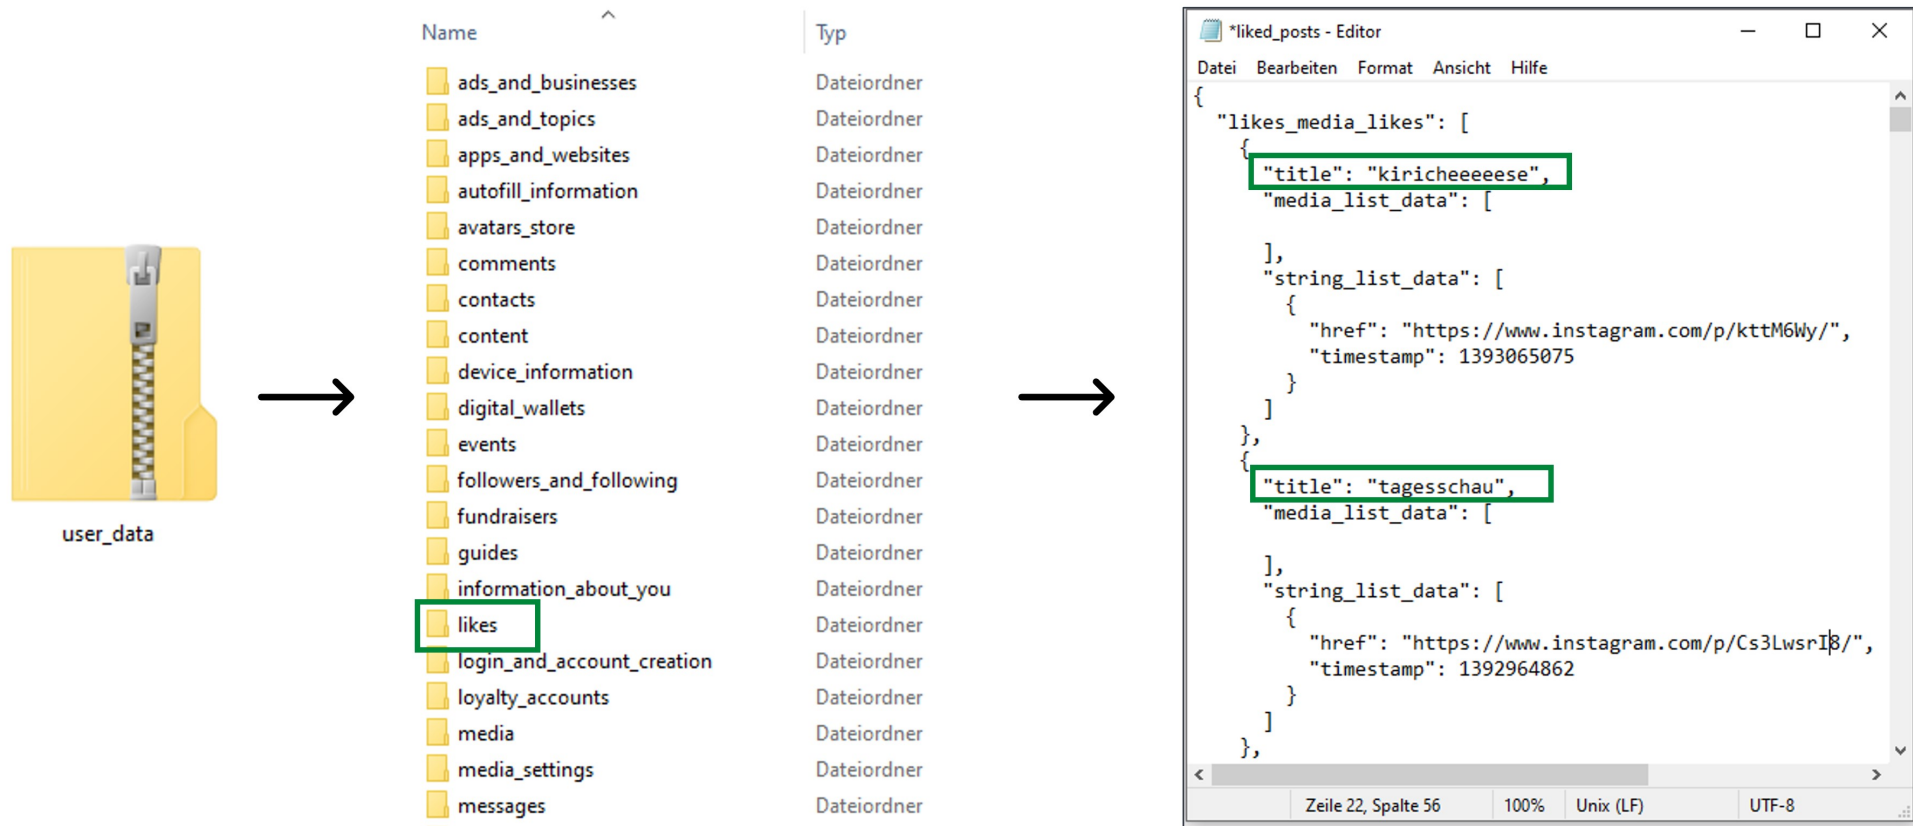 user_data
Name Typ
ads_and_businesses Dateiordner
ads_and_topics Dateiordner
apps_and_websites Dateiordner
autofill_information Dateiordner
avatars_store Dateiordner
comments Dateiordner
contacts Dateiordner
content Dateiordner
device_information Dateiordner
digital_wallets Dateiordner
events Dateiordner
followers_and_following Dateiordner
fundraisers Dateiordner
guides Dateiordner
information_about_you Dateiordner
likes Dateiordner
login_and_account_creation Dateiordner
loyalty_accounts Dateiordner
media Dateiordner
media_settings Dateiordner
messages Dateiordner
*liked_posts - Editor
Datei Bearbeiten Format Ansicht Hilfe
{
"likes_media_likes": [
{
"title": "kiricheeeeese",
"media_list_data": [
],
"string_list_data": [
{
"href": "https://www.instagram.com/p/kttM6Wy/",
"timestamp": 1393065075
}
]
},
{
"title": "tagesschau",
"media_list_data": [
],
"string_list_data": [
{
"href": "https://www.instagram.com/p/Cs3LwsrI8/",
"timestamp": 1392964862
}
]
},
Zeile 22, Spalte 56 100% Unix (LF) UTF-8